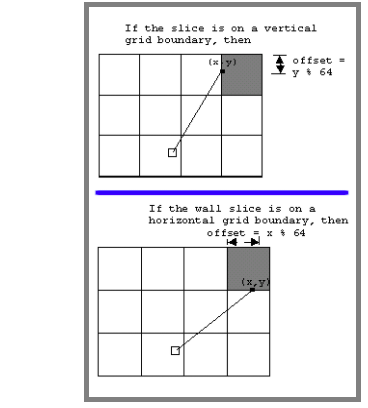 If the slice is on a vertical
grid boundary, then
(x,y)
offset =
y % 64
If the wall slice is on a
horizontal grid boundary, then
offset = x % 64
(x,y)